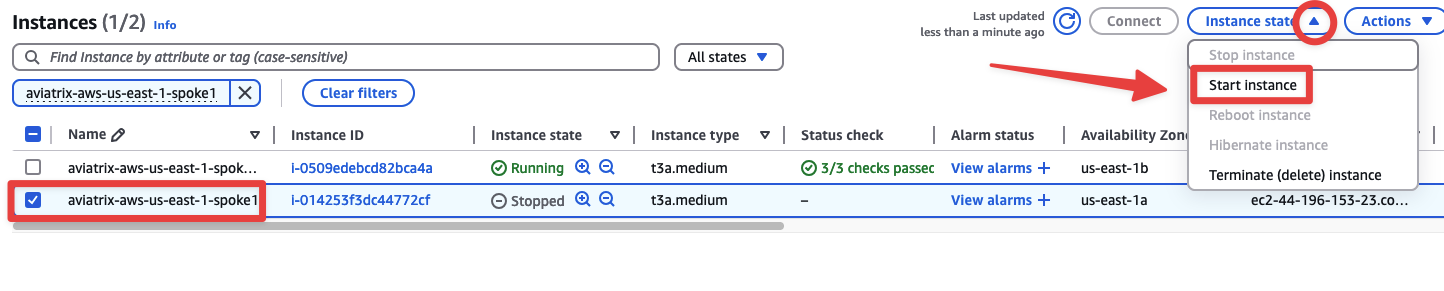 Instances (1/2) Info
Last updated
less than a minute ago
Connect
Instance state
Actions
Find Instance by attribute or tag (case-sensitive)
All states
aviatrix-aws-us-east-1-spoke1
Clear filters
Stop instance
Start instance
Reboot instance
Hibernate instance
Terminate (delete) instance
Name Instance ID Instance state Instance type Status check Alarm status Availability Zone
aviatrix-aws-us-east-1-spok... i-0509edebcd82bca4a Running t3a.medium 3/3 checks passed View alarms + us-east-1b
aviatrix-aws-us-east-1-spoke1 i-014253f3dc44772cf Stopped t3a.medium – View alarms + us-east-1a ec2-44-196-153-23.co...